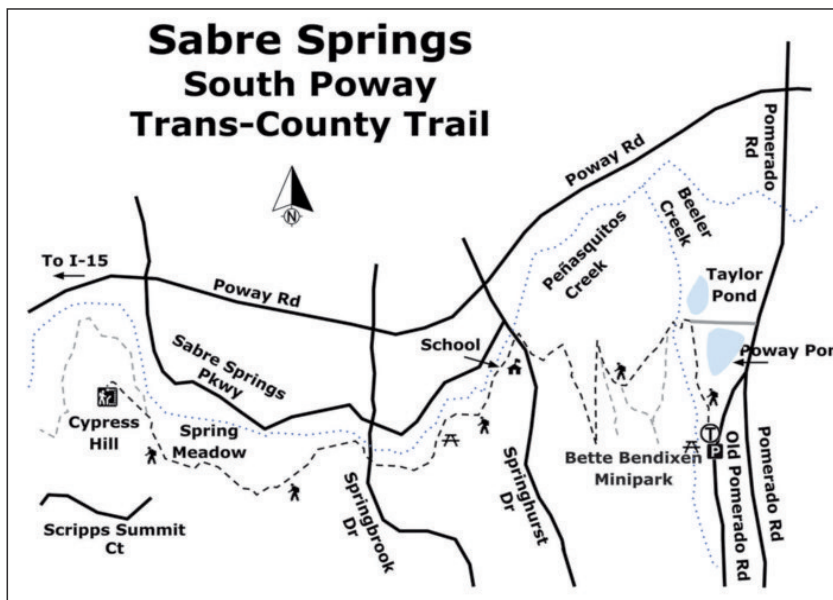 Sabre Springs
South Poway
Trans-County Trail
N
Poway Rd
Pomerado
Rd
Peñasquitos
Creek
Beeler
Creek
To I-15
Poway Rd
Taylor
Pond
School
Poway Pon
Sabre Springs
Pkwy
Cypress
Hill
Spring
Meadow
T
P
Bette Bendixen
Minipark
Old Pomerado Rd
Pomerado Rd
Springbrook
Dr
Springhurst
Dr
Scripps Summit
Ct